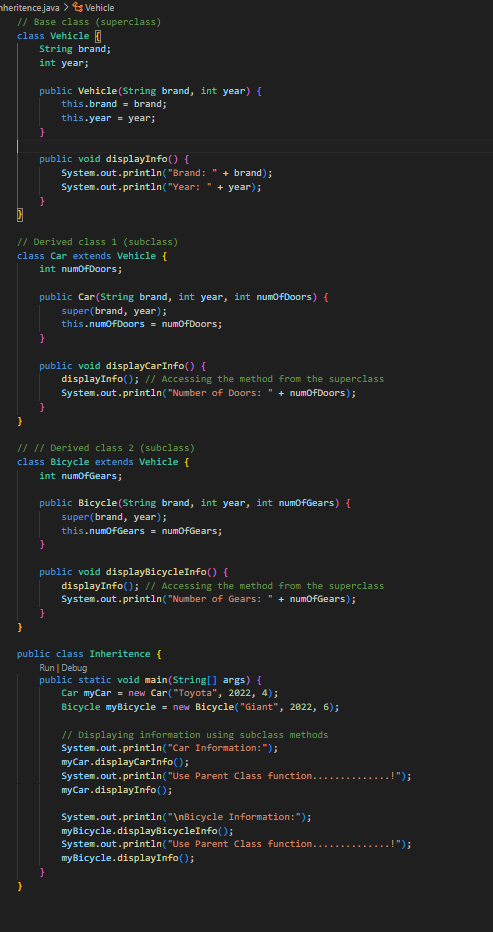 nheritence.java > Vehicle
// Base class (superclass)
class Vehicle {
    String brand;
    int year;

    public Vehicle(String brand, int year) {
        this.brand = brand;
        this.year = year;
    }

    public void displayInfo() {
        System.out.println("Brand: " + brand);
        System.out.println("Year: " + year);
    }
}

// Derived class 1 (subclass)
class Car extends Vehicle {
    int numOfDoors;

    public Car(String brand, int year, int numOfDoors) {
        super(brand, year);
        this.numOfDoors = numOfDoors;
    }

    public void displayCarInfo() {
        displayInfo(); // Accessing the method from the superclass
        System.out.println("Number of Doors: " + numOfDoors);
    }
}

// // Derived class 2 (subclass)
class Bicycle extends Vehicle {
    int numOfGears;

    public Bicycle(String brand, int year, int numOfGears) {
        super(brand, year);
        this.numOfGears = numOfGears;
    }

    public void displayBicycleInfo() {
        displayInfo(); // Accessing the method from the superclass
        System.out.println("Number of Gears: " + numOfGears);
    }
}

public class Inheritence {
    Run | Debug
    public static void main(String[] args) {
        Car myCar = new Car("Toyota", 2022, 4);
        Bicycle myBicycle = new Bicycle("Giant", 2022, 6);

        // Displaying information using subclass methods
        System.out.println("Car Information:");
        myCar.displayCarInfo();
        System.out.println("Use Parent Class function..............!");
        myCar.displayInfo();

        System.out.println("\nBicycle Information:");
        myBicycle.displayBicycleInfo();
        System.out.println("Use Parent Class function..............!");
        myBicycle.displayInfo();
    }
}